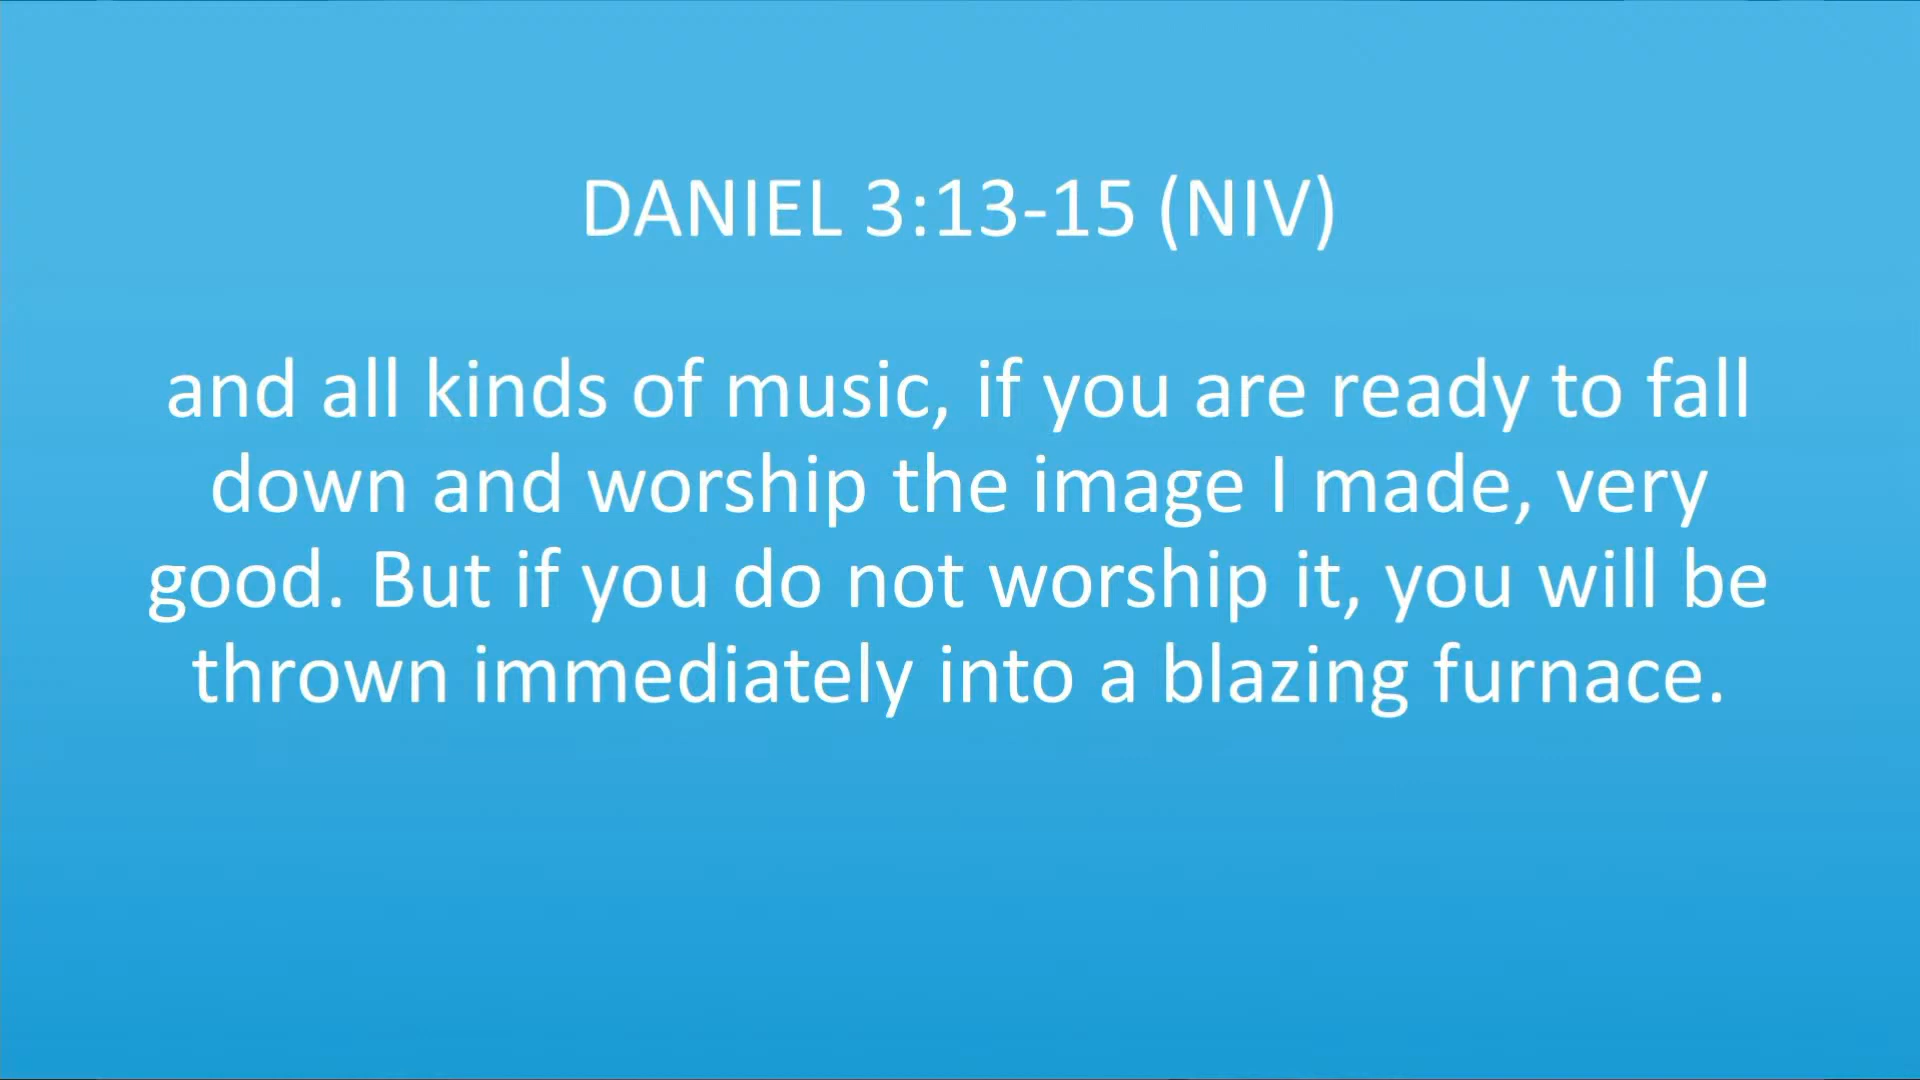 DANIEL 3:13-15 (NIV)
and all kinds of music, if you are ready to fall
down and worship the image I made, very
good. But if you do not worship it, you will be
thrown immediately into a blazing furnace.